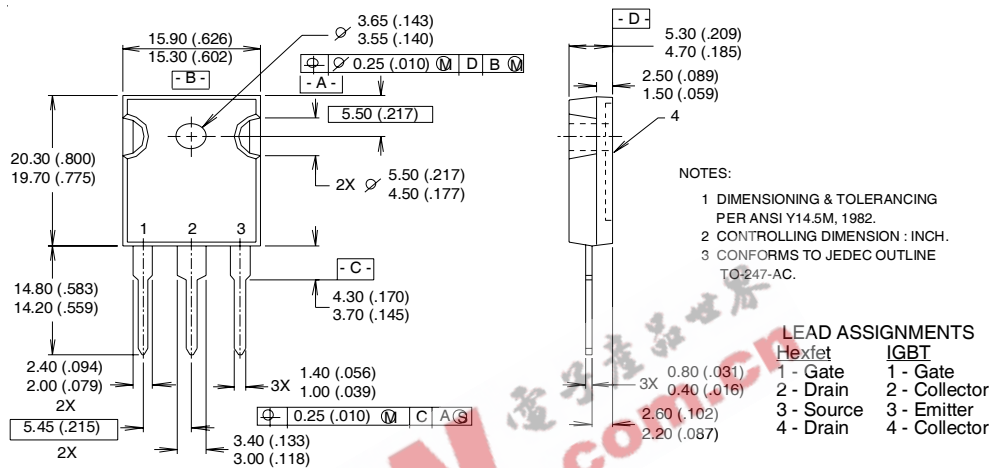 15.90 (.626)
15.30 (.602)
- B -
3.65 (.143)
3.55 (.140)
0.25 (.010) Ⓜ D B Ⓜ
- A -
5.50 (.217)
20.30 (.800)
19.70 (.775)
2X 5.50 (.217)
4.50 (.177)
1 2 3
- C -
14.80 (.583)
14.20 (.559)
4.30 (.170)
3.70 (.145)
2.40 (.094)
2.00 (.079)
2X
5.45 (.215)
2X
1.40 (.056)
3X 1.00 (.039)
0.25 (.010) Ⓜ C A Ⓢ
3.40 (.133)
3.00 (.118)
- D -
5.30 (.209)
4.70 (.185)
2.50 (.089)
1.50 (.059)
4
NOTES:
1 DIMENSIONING & TOLERANCING
PER ANSI Y14.5M, 1982.
2 CONTROLLING DIMENSION : INCH.
3 CONFORMS TO JEDEC OUTLINE
TO-247-AC.
3X 0.80 (.031)
0.40 (.016)
2.60 (.102)
2.20 (.087)
LEAD ASSIGNMENTS
Hexfet IGBT
1 - Gate 1 - Gate
2 - Drain 2 - Collector
3 - Source 3 - Emitter
4 - Drain 4 - Collector
.com.cn